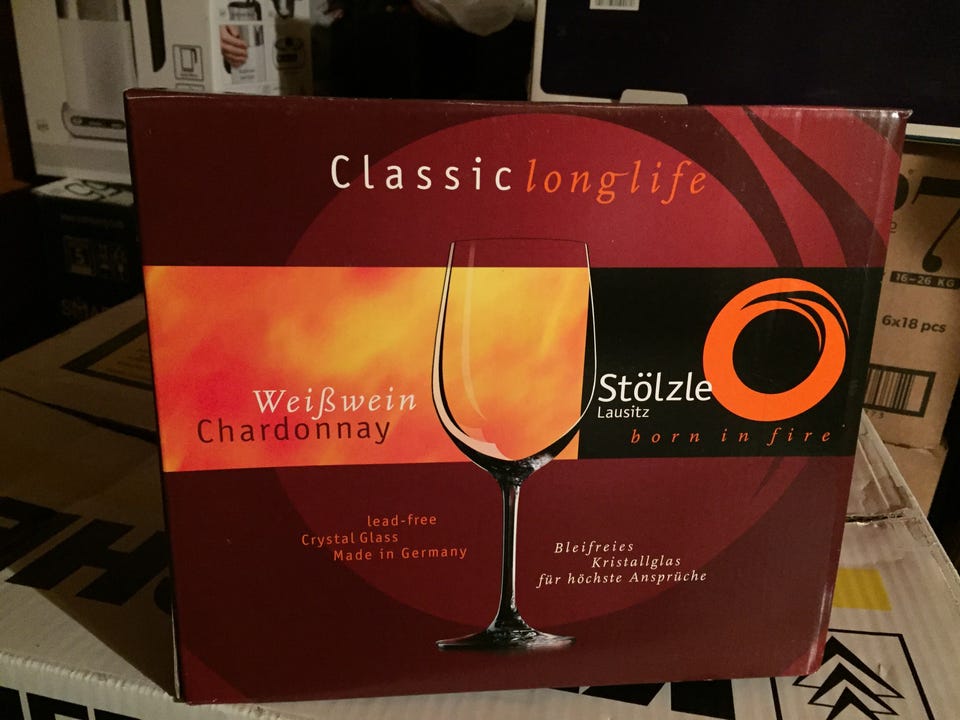 Classic longlife
Weißwein
Chardonnay
Stölzle
Lausitz
born in fire
lead-free
Crystal Glass
Made in Germany
Bleifreies
Kristallglas
für höchste Ansprüche
16-26 KG
6x18 pcs